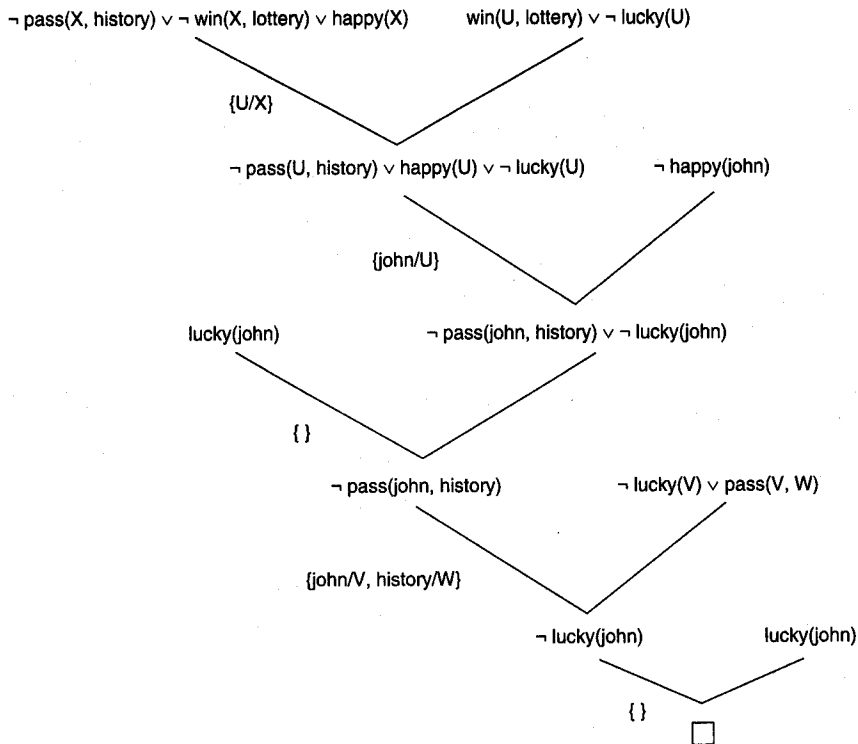 ¬ pass(X, history) ∨ ¬ win(X, lottery) ∨ happy(X) win(U, lottery) ∨ ¬ lucky(U)
{U/X}
¬ pass(U, history) ∨ happy(U) ∨ ¬ lucky(U) ¬ happy(john)
{john/U}
lucky(john) ¬ pass(john, history) ∨ ¬ lucky(john)
{ }
¬ pass(john, history) ¬ lucky(V) ∨ pass(V, W)
{john/V, history/W}
¬ lucky(john) lucky(john)
{ }